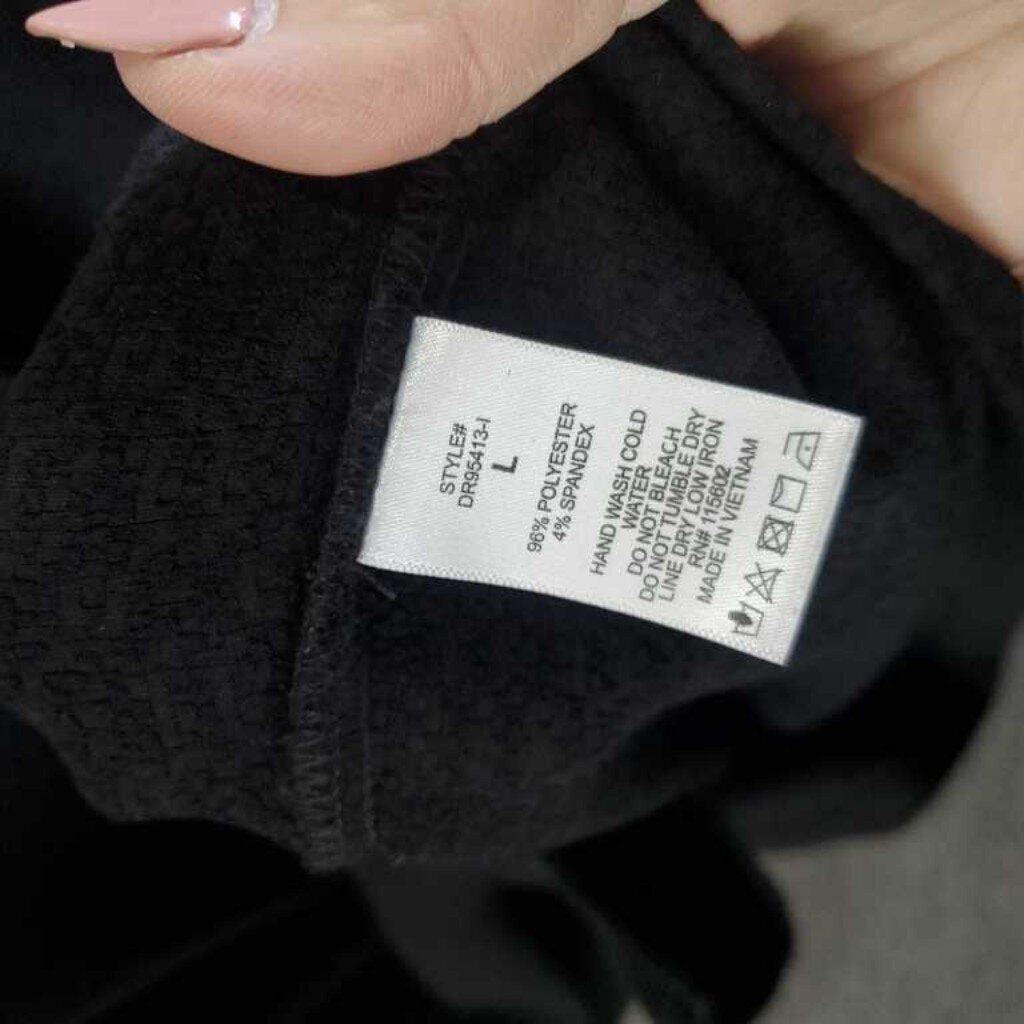 STYLE#
DR95413-I
L
96% POLYESTER
4% SPANDEX
HAND WASH COLD
WATER
DO NOT BLEACH
DO NOT TUMBLE DRY
LINE DRY LOW IRON
RN# 115602
MADE IN VIETNAM